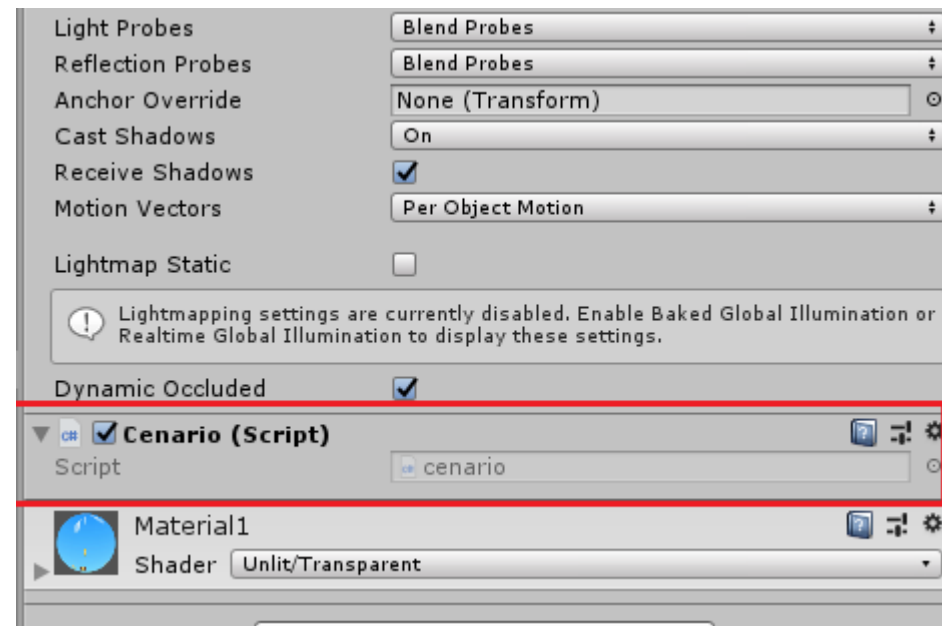 Light Probes Blend Probes
Reflection Probes Blend Probes
Anchor Override None (Transform)
Cast Shadows On
Receive Shadows
Motion Vectors Per Object Motion
Lightmap Static
Lightmapping settings are currently disabled. Enable Baked Global Illumination or
Realtime Global Illumination to display these settings.
Dynamic Occluded
c# Cenario (Script)
Script cenario
Material1
Shader Unlit/Transparent